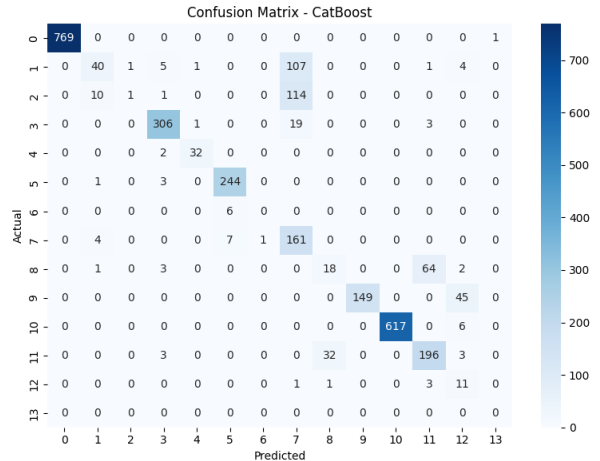 Confusion Matrix - CatBoost
0 769 0 0 0 0 0 0 0 0 0 0 0 0 1
1 0 40 1 5 1 0 0 107 0 0 0 1 4 0
2 0 10 1 1 0 0 0 114 0 0 0 0 0 0
3 0 0 0 306 1 0 0 19 0 0 0 3 0 0
4 0 0 0 2 32 0 0 0 0 0 0 0 0 0
5 0 1 0 3 0 244 0 0 0 0 0 0 0 0
6 0 0 0 0 0 6 0 0 0 0 0 0 0 0
7 0 4 0 0 0 7 1 161 0 0 0 0 0 0
8 0 1 0 3 0 0 0 0 18 0 0 64 2 0
9 0 0 0 0 0 0 0 0 0 149 0 0 45 0
10 0 0 0 0 0 0 0 0 0 0 617 0 6 0
11 0 0 0 3 0 0 0 0 32 0 0 196 3 0
12 0 0 0 0 0 0 0 1 1 0 0 3 11 0
13 0 0 0 0 0 0 0 0 0 0 0 0 0 0
0 1 2 3 4 5 6 7 8 9 10 11 12 13
Predicted
Actual
700
600
500
400
300
200
100
0